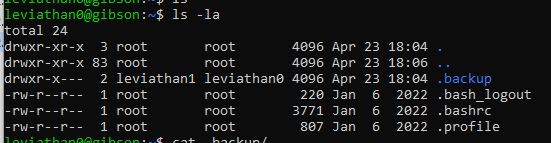 leviathan0@gibson:~$ ls
leviathan0@gibson:~$ ls -la
total 24
drwxr-xr-x  3 root       root       4096 Apr 23 18:04 .
drwxr-xr-x 83 root       root       4096 Apr 23 18:06 ..
drwxr-x---  2 leviathan1 leviathan0 4096 Apr 23 18:04 .backup
-rw-r--r--  1 root       root        220 Jan  6  2022 .bash_logout
-rw-r--r--  1 root       root       3771 Jan  6  2022 .bashrc
-rw-r--r--  1 root       root        807 Jan  6  2022 .profile
leviathan0@gibson:~$ cat .backup/